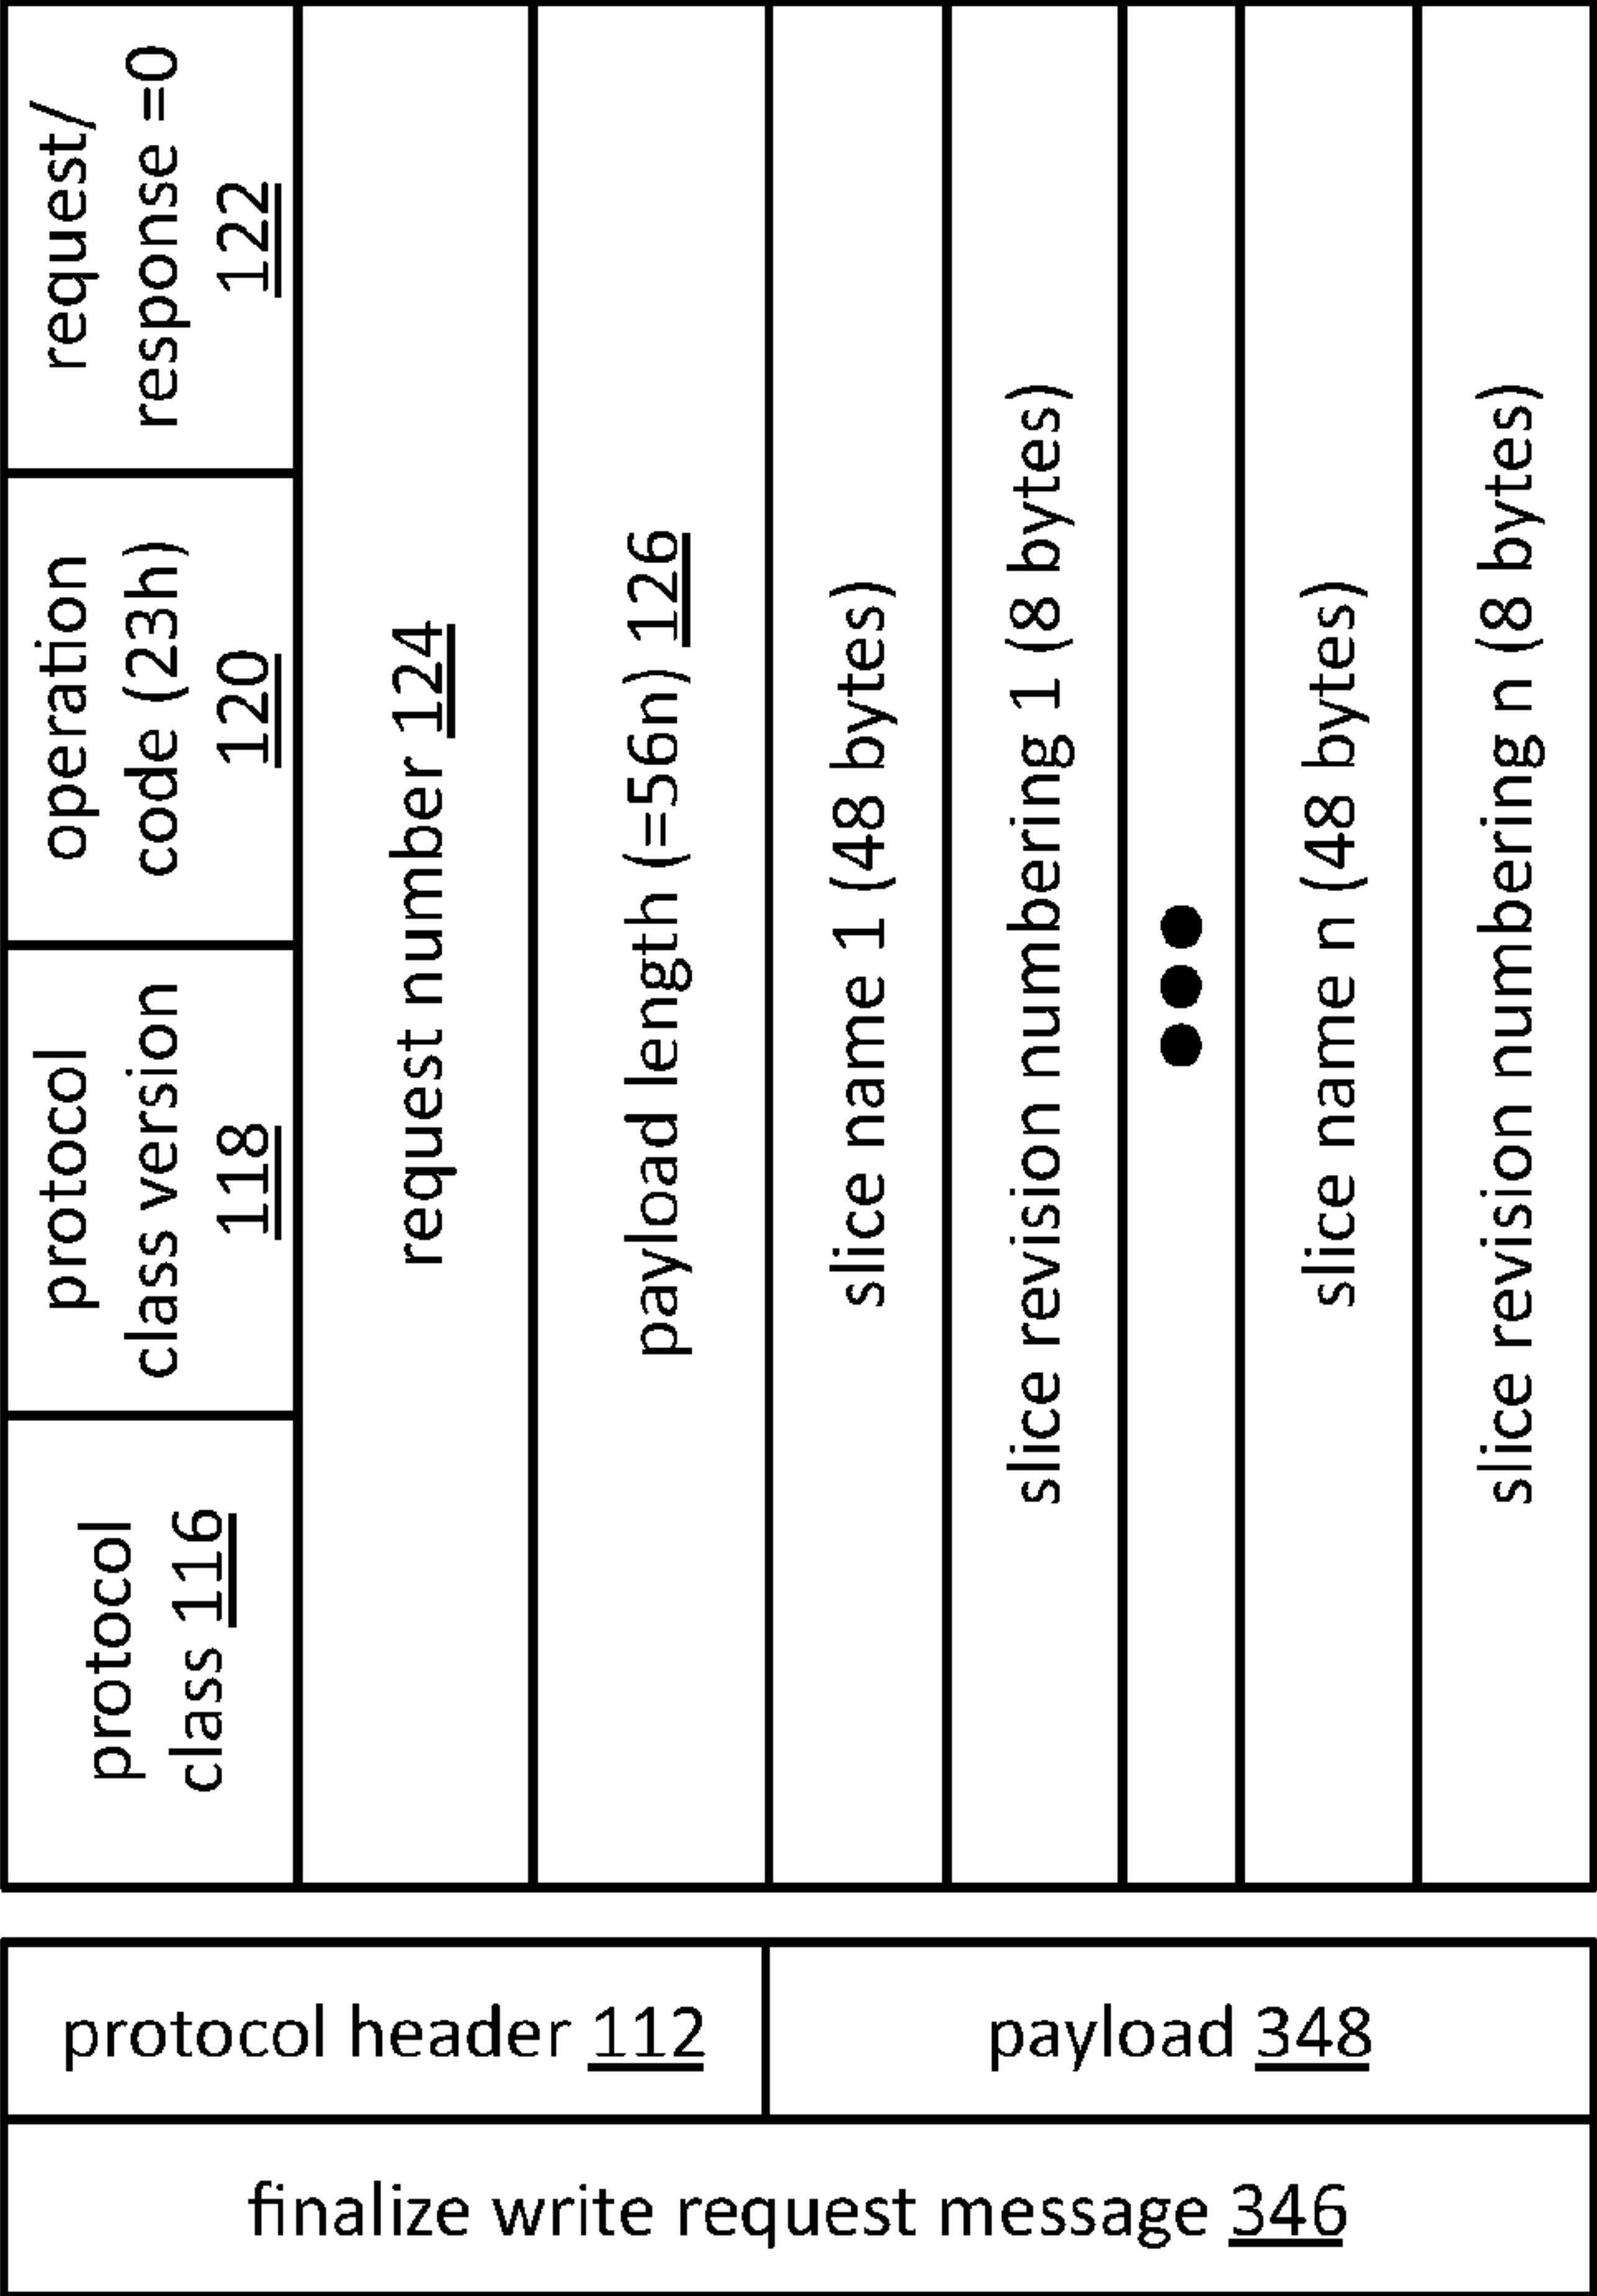 protocol
class 116
protocol
class version
118
operation
code (23h)
120
request/
response =0
122
request number 124
payload length (=56n) 126
slice name 1 (48 bytes)
slice revision numbering 1 (8 bytes)
slice name n (48 bytes)
slice revision numbering n (8 bytes)
protocol header 112
payload 348
finalize write request message 346